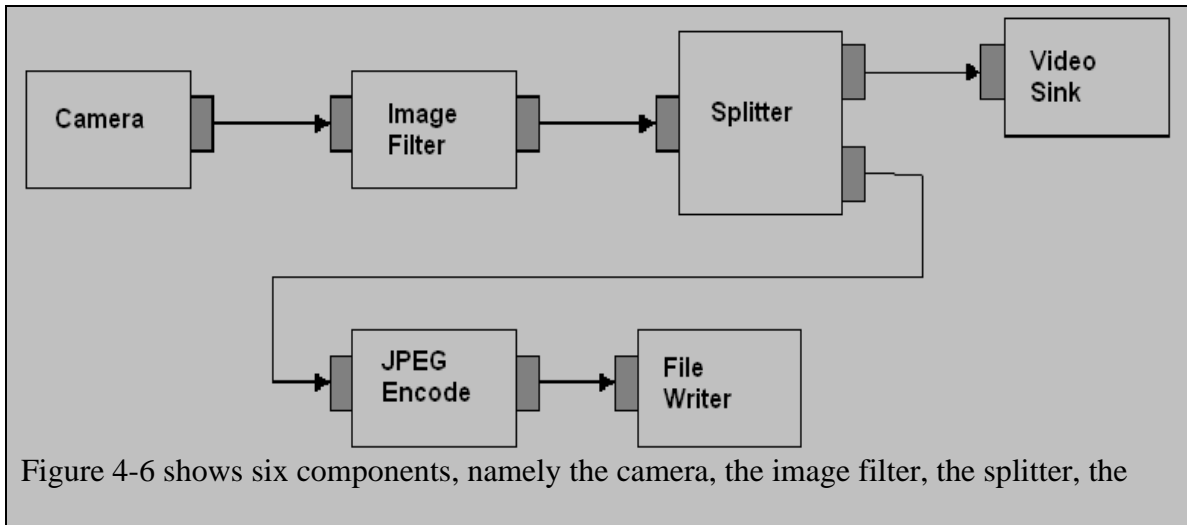 Camera
Image
Filter
Splitter
Video
Sink
JPEG
Encode
File
Writer
Figure 4-6 shows six components, namely the camera, the image filter, the splitter, the